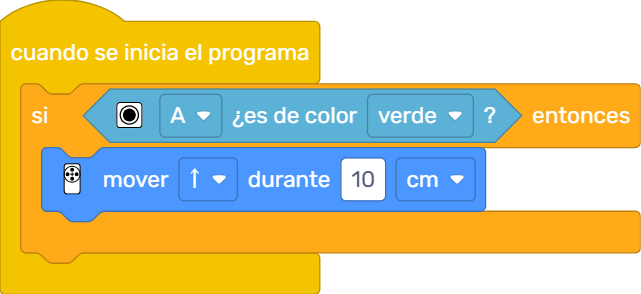 cuando se inicia el programa
si A ¿es de color verde ? entonces
mover ↑ durante 10 cm